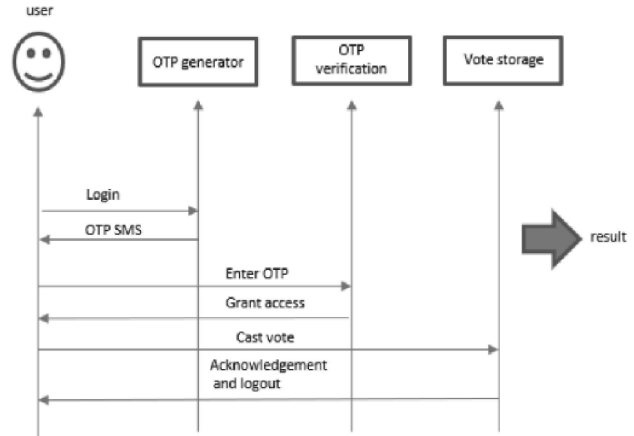 user
OTP generator
OTP
verification
Vote storage
Login
OTP SMS
Enter OTP
Grant access
Cast vote
Acknowledgement
and logout
result